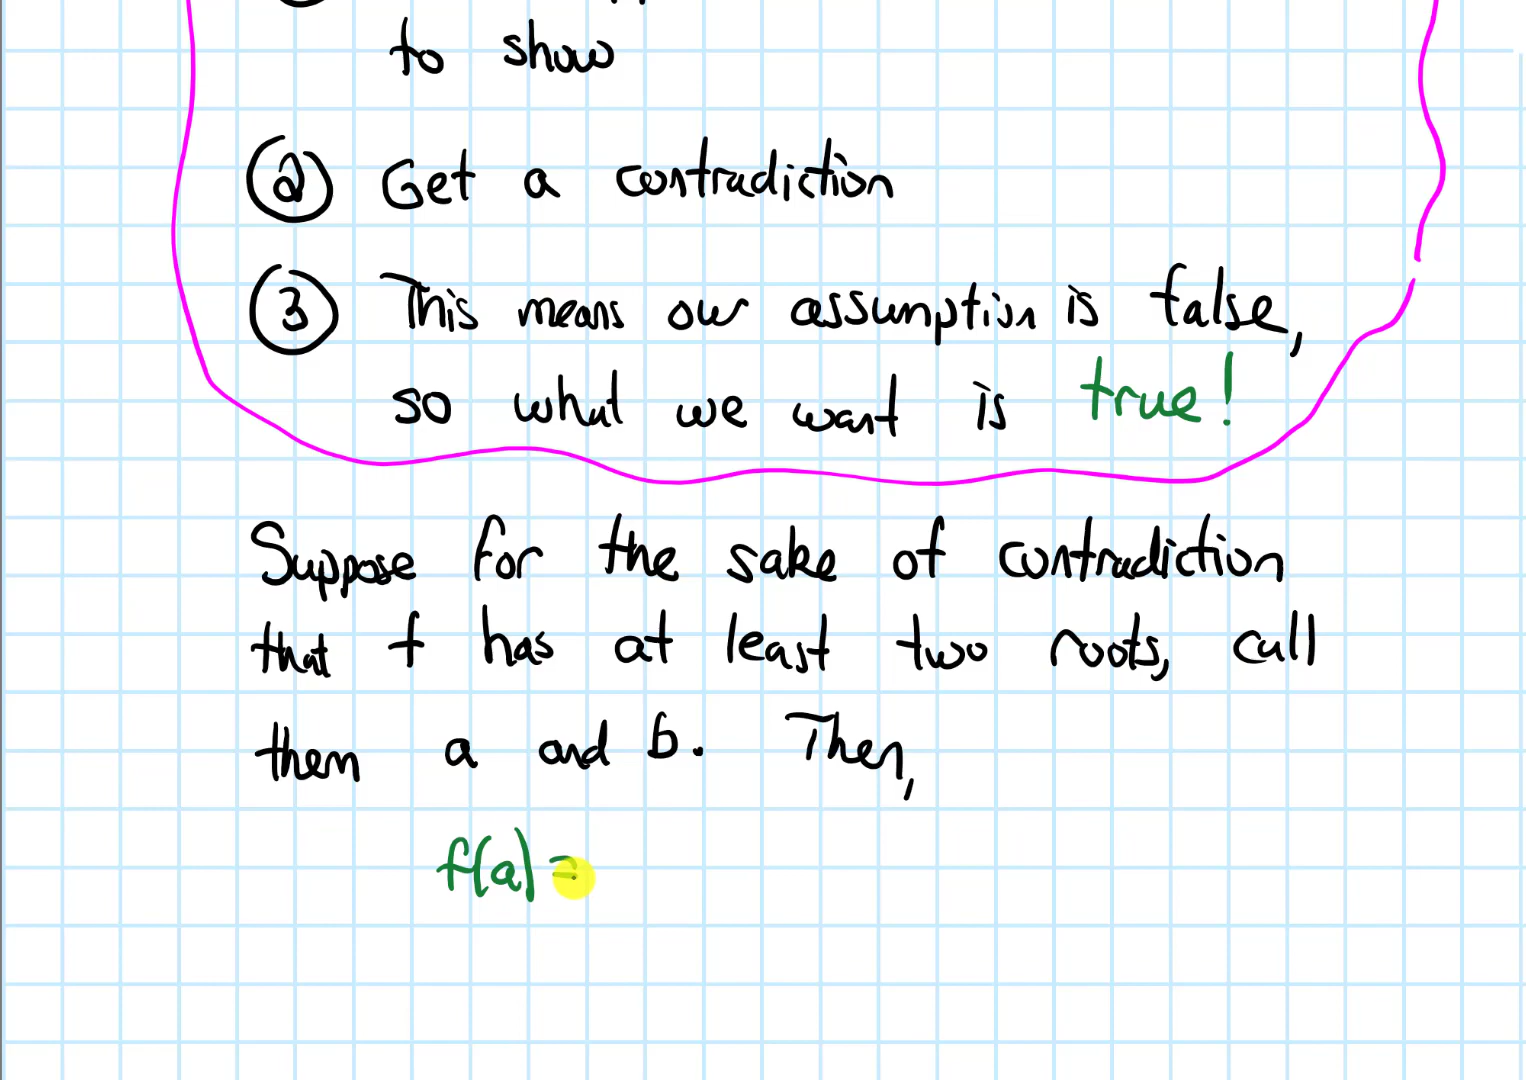 to show
② Get a contradiction
③ This means our assumption is false,
so what we want is true!
Suppose for the sake of contradiction
that f has at least two roots, call
them a and b. Then,
f(a) =